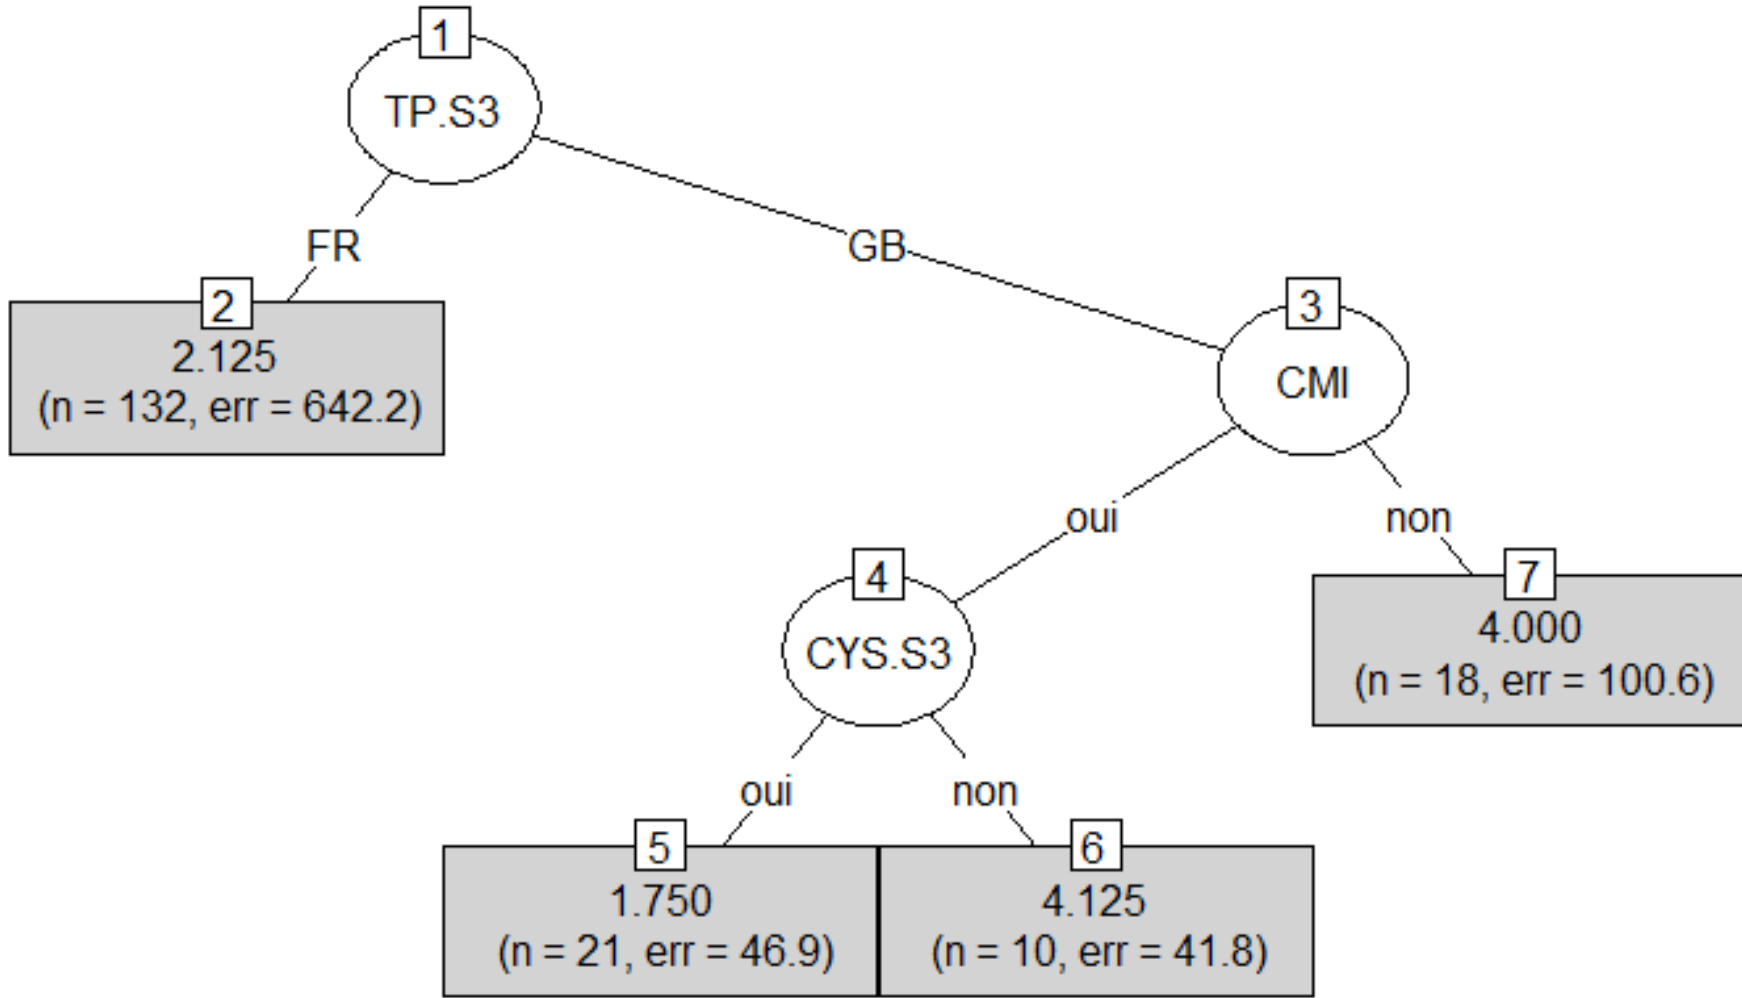 1
TP.S3
FR
GB
2
2.125
(n = 132, err = 642.2)
3
CMI
oui
non
4
CYS.S3
7
4.000
(n = 18, err = 100.6)
oui
non
5
1.750
(n = 21, err = 46.9)
6
4.125
(n = 10, err = 41.8)